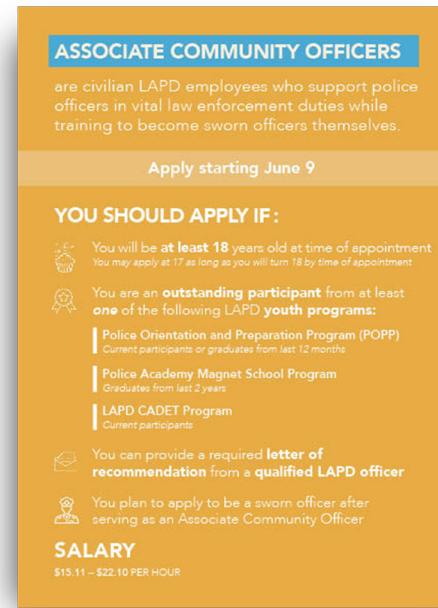 ASSOCIATE COMMUNITY OFFICERS
are civilian LAPD employees who support police
officers in vital law enforcement duties while
training to become sworn officers themselves.
Apply starting June 9
YOU SHOULD APPLY IF:
You will be at least 18 years old at time of appointment
You may apply at 17 as long as you will turn 18 by time of appointment
You are an outstanding participant from at least
one of the following LAPD youth programs:
Police Orientation and Preparation Program (POPP)
Current participants or graduates from last 12 months
Police Academy Magnet School Program
Graduates from last 2 years
LAPD CADET Program
Current participants
You can provide a required letter of
recommendation from a qualified LAPD officer
You plan to apply to be a sworn officer after
serving as an Associate Community Officer
SALARY
$15.11 – $22.10 PER HOUR